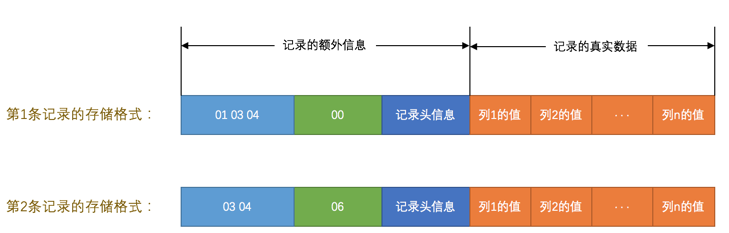 记录的额外信息 记录的真实数据
第1条记录的存储格式： 01 03 04 00 记录头信息 列1的值 列2的值 ... 列n的值
第2条记录的存储格式： 03 04 06 记录头信息 列1的值 列2的值 ... 列n的值